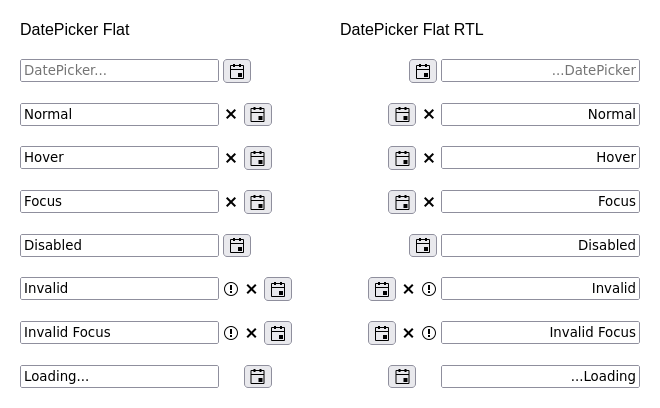 DatePicker Flat
DatePicker...
Normal
Hover
Focus
Disabled
Invalid
Invalid Focus
Loading...
DatePicker Flat RTL
...DatePicker
Normal
Hover
Focus
Disabled
Invalid
Invalid Focus
...Loading